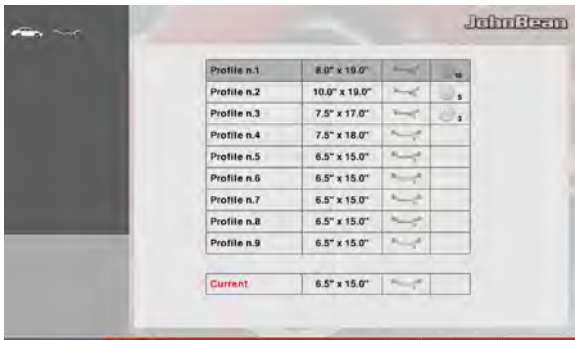 JohnBean
Profile n.1 8.0" x 19.0" 10
Profile n.2 10.0" x 19.0" 5
Profile n.3 7.5" x 17.0" 3
Profile n.4 7.5" x 18.0"
Profile n.5 6.5" x 15.0"
Profile n.6 6.5" x 15.0"
Profile n.7 6.5" x 15.0"
Profile n.8 6.5" x 15.0"
Profile n.9 6.5" x 15.0"
Current 6.5" x 15.0"